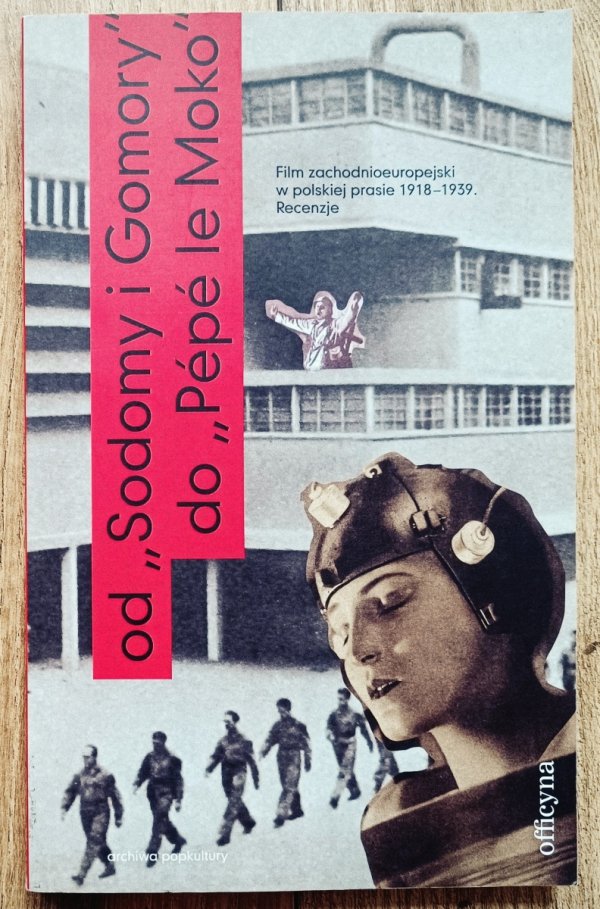 od „Sodomy i Gomory”
do „Pépé le Moko”
Film zachodnioeuropejski
w polskiej prasie 1918–1939.
Recenzje
archiwa popkultury
officyna